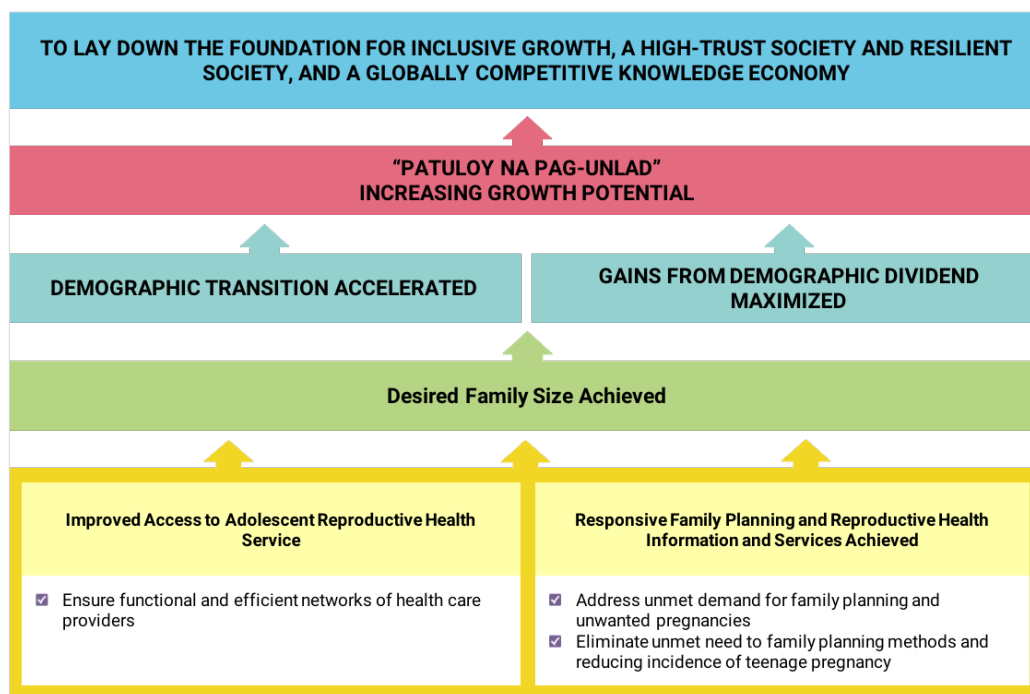 TO LAY DOWN THE FOUNDATION FOR INCLUSIVE GROWTH, A HIGH-TRUST SOCIETY AND RESILIENT
SOCIETY, AND A GLOBALLY COMPETITIVE KNOWLEDGE ECONOMY
“PATULOY NA PAG-UNLAD”
INCREASING GROWTH POTENTIAL
DEMOGRAPHIC TRANSITION ACCELERATED
GAINS FROM DEMOGRAPHIC DIVIDEND
MAXIMIZED
Desired Family Size Achieved
Improved Access to Adolescent Reproductive Health
Service
Ensure functional and efficient networks of health care
providers
Responsive Family Planning and Reproductive Health
Information and Services Achieved
Address unmet demand for family planning and
unwanted pregnancies
Eliminate unmet need to family planning methods and
reducing incidence of teenage pregnancy